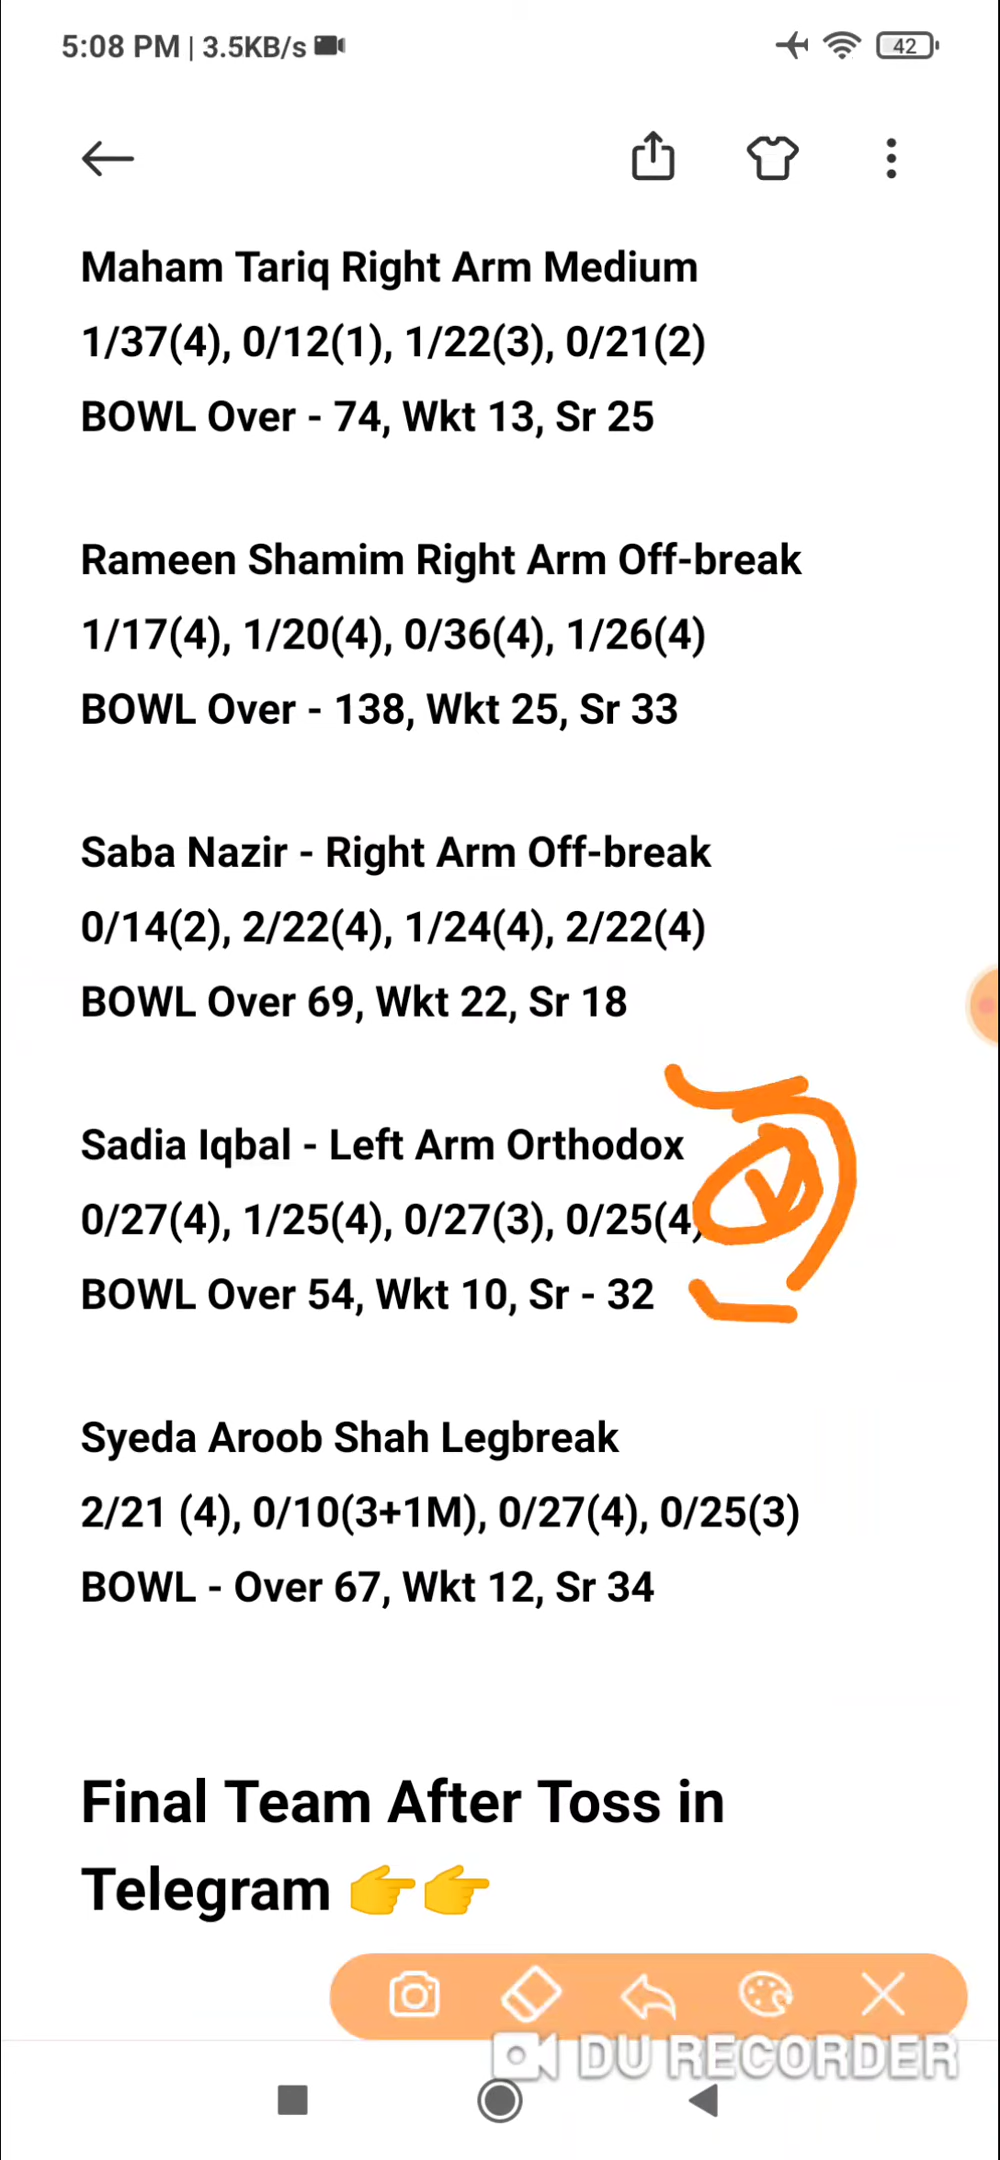 5:08 PM | 3.5KB/s 42
Maham Tariq Right Arm Medium
1/37(4), 0/12(1), 1/22(3), 0/21(2)
BOWL Over - 74, Wkt 13, Sr 25
Rameen Shamim Right Arm Off-break
1/17(4), 1/20(4), 0/36(4), 1/26(4)
BOWL Over - 138, Wkt 25, Sr 33
Saba Nazir - Right Arm Off-break
0/14(2), 2/22(4), 1/24(4), 2/22(4)
BOWL Over 69, Wkt 22, Sr 18
Sadia Iqbal - Left Arm Orthodox
0/27(4), 1/25(4), 0/27(3), 0/25(4)
BOWL Over 54, Wkt 10, Sr - 32
Syeda Aroob Shah Legbreak
2/21 (4), 0/10(3+1M), 0/27(4), 0/25(3)
BOWL - Over 67, Wkt 12, Sr 34
Final Team After Toss in
Telegram 👉👉
DU RECORDER